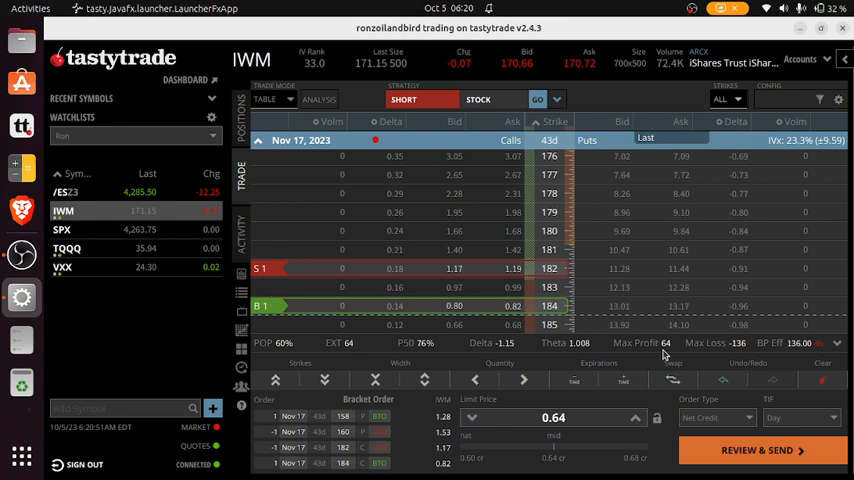 Activities
tasty.javafx.launcher.LauncherFxApp
Oct 5 06:20
32 %
ronzoilandbird trading on tastytrade v2.4.3
tastytrade
DASHBOARD
RECENT SYMBOLS
WATCHLISTS
Ron
Sym... Last Chg
/ESZ3 4,285.50 -12.25
IWM 171.15
SPX 4,263.75 0.00
TQQQ 35.94 0.00
VXX 24.30 0.02
Add Symbol
10/5/23 6:20:51AM EDT MARKET
QUOTES
SIGN OUT CONNECTED
POSITIONS
TRADE
ACTIVITY
IWM IV Rank Last Size Chg Bid Ask Size Volume ARCX Accounts
33.0 171.15 500 -0.07 170.66 170.72 700x500 72.4K iShares Trust iShar...
TRADE MODE STRATEGY STRIKES CONFIG
TABLE ANALYSIS SHORT STOCK GO ALL
Volm Delta Bid Ask Strike Bid Ask Delta Volm
Nov 17, 2023 Calls 43d Puts Last IVx: 23.3% (±9.59)
0 0.35 3.05 3.07 176 7.02 7.09 -0.69 0
0 0.32 2.65 2.67 177 7.64 7.72 -0.73 0
0 0.29 2.28 2.31 178 8.26 8.40 -0.77 0
0 0.26 1.95 1.98 179 8.96 9.10 -0.80 0
0 0.24 1.66 1.68 180 9.69 9.84 -0.84 0
0 0.21 1.40 1.42 181 10.47 10.61 -0.87 0
S 1 0 0.18 1.17 1.19 182 11.28 11.44 -0.91 0
0 0.16 0.97 0.99 183 12.13 12.28 -0.94 0
B 1 0 0.14 0.80 0.82 184 13.01 13.17 -0.96 0
0 0.12 0.66 0.68 185 13.92 14.10 -0.98 0
POP 60% EXT 64 P50 76% Delta -1.15 Theta 1.008 Max Profit 64 Max Loss -136 BP Eff 136.00
Strikes Width Quantity Expirations Swap Undo/Redo Clear
TIME TIME
Order Bracket Order IWM Limit Price Order Type TIF
1 Nov 17 43d 158 P BTO 1.28
-1 Nov 17 43d 160 P 1.53
-1 Nov 17 43d 182 C 1.17
1 Nov 17 43d 184 C BTO 0.82
0.64
Net Credit Day
nat mid
0.60 cr 0.64 cr 0.68 cr
REVIEW & SEND